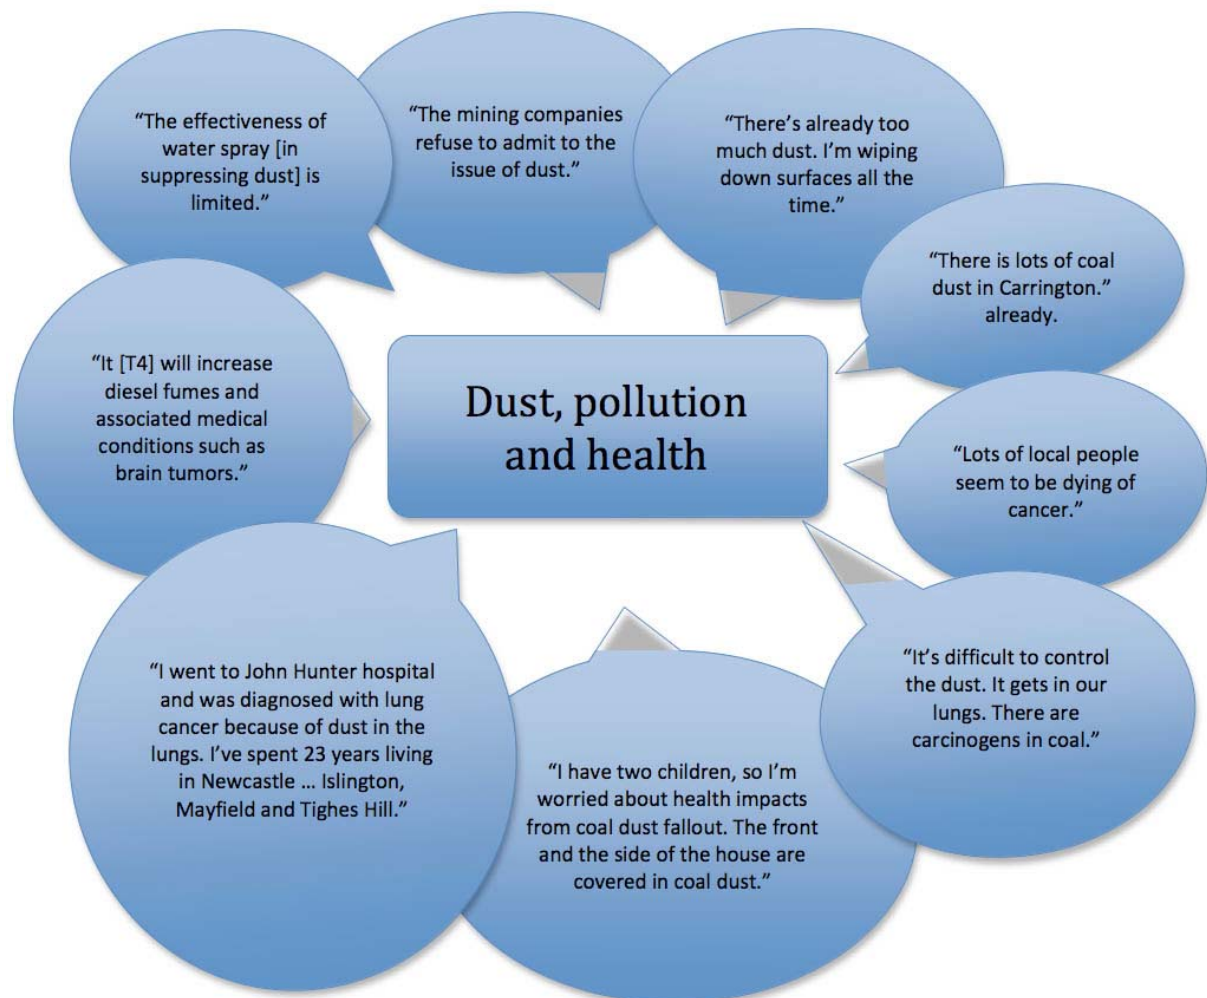 “The effectiveness of
water spray [in
suppressing dust] is
limited.”
“The mining companies
refuse to admit to the
issue of dust.”
“There’s already too
much dust. I’m wiping
down surfaces all the
time.”
“There is lots of coal
dust in Carrington.”
already.
“It [T4] will increase
diesel fumes and
associated medical
conditions such as
brain tumors.”
Dust, pollution
and health
“Lots of local people
seem to be dying of
cancer.”
“I went to John Hunter hospital
and was diagnosed with lung
cancer because of dust in the
lungs. I’ve spent 23 years living
in Newcastle … Islington,
Mayfield and Tighes Hill.”
“I have two children, so I’m
worried about health impacts
from coal dust fallout. The front
and the side of the house are
covered in coal dust.”
“It’s difficult to control
the dust. It gets in our
lungs. There are
carcinogens in coal.”